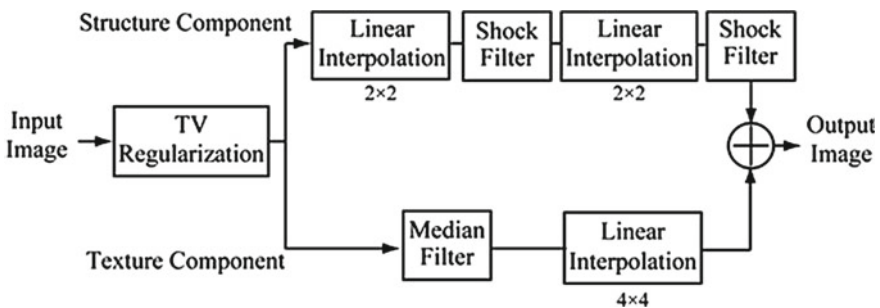 Structure Component
Linear
Interpolation
2×2
Shock
Filter
Linear
Interpolation
2×2
Shock
Filter
Input
Image
TV
Regularization
Output
Image
Texture Component
Median
Filter
Linear
Interpolation
4×4